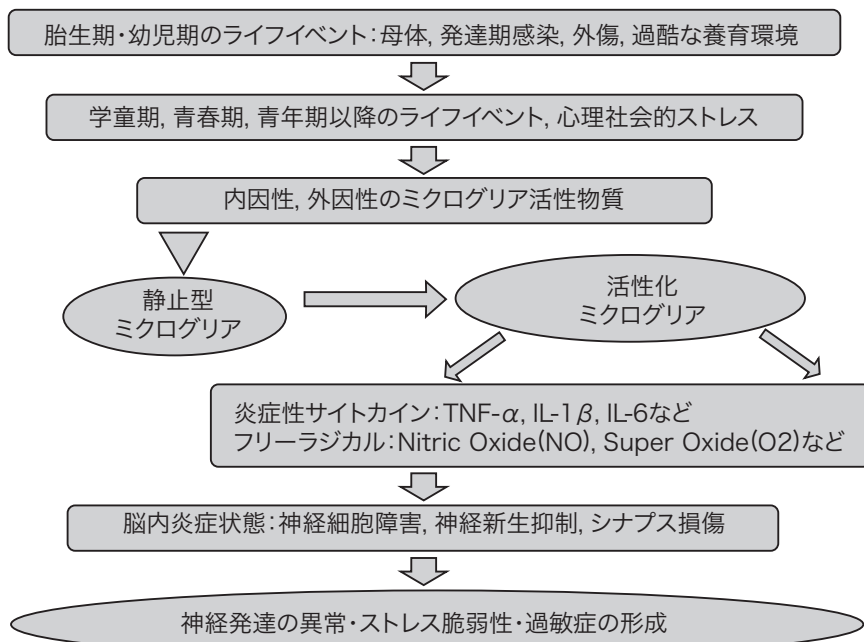 胎生期・幼児期のライフイベント：母体, 発達期感染, 外傷, 過酷な養育環境
学童期, 青春期, 青年期以降のライフイベント, 心理社会的ストレス
内因性, 外因性のミクログリア活性物質
静止型
ミクログリア
活性化
ミクログリア
炎症性サイトカイン：TNF-α, IL-1β, IL-6など
フリーラジカル：Nitric Oxide(NO), Super Oxide(O2)など
脳内炎症状態：神経細胞障害, 神経新生抑制, シナプス損傷
神経発達の異常・ストレス脆弱性・過敏症の形成